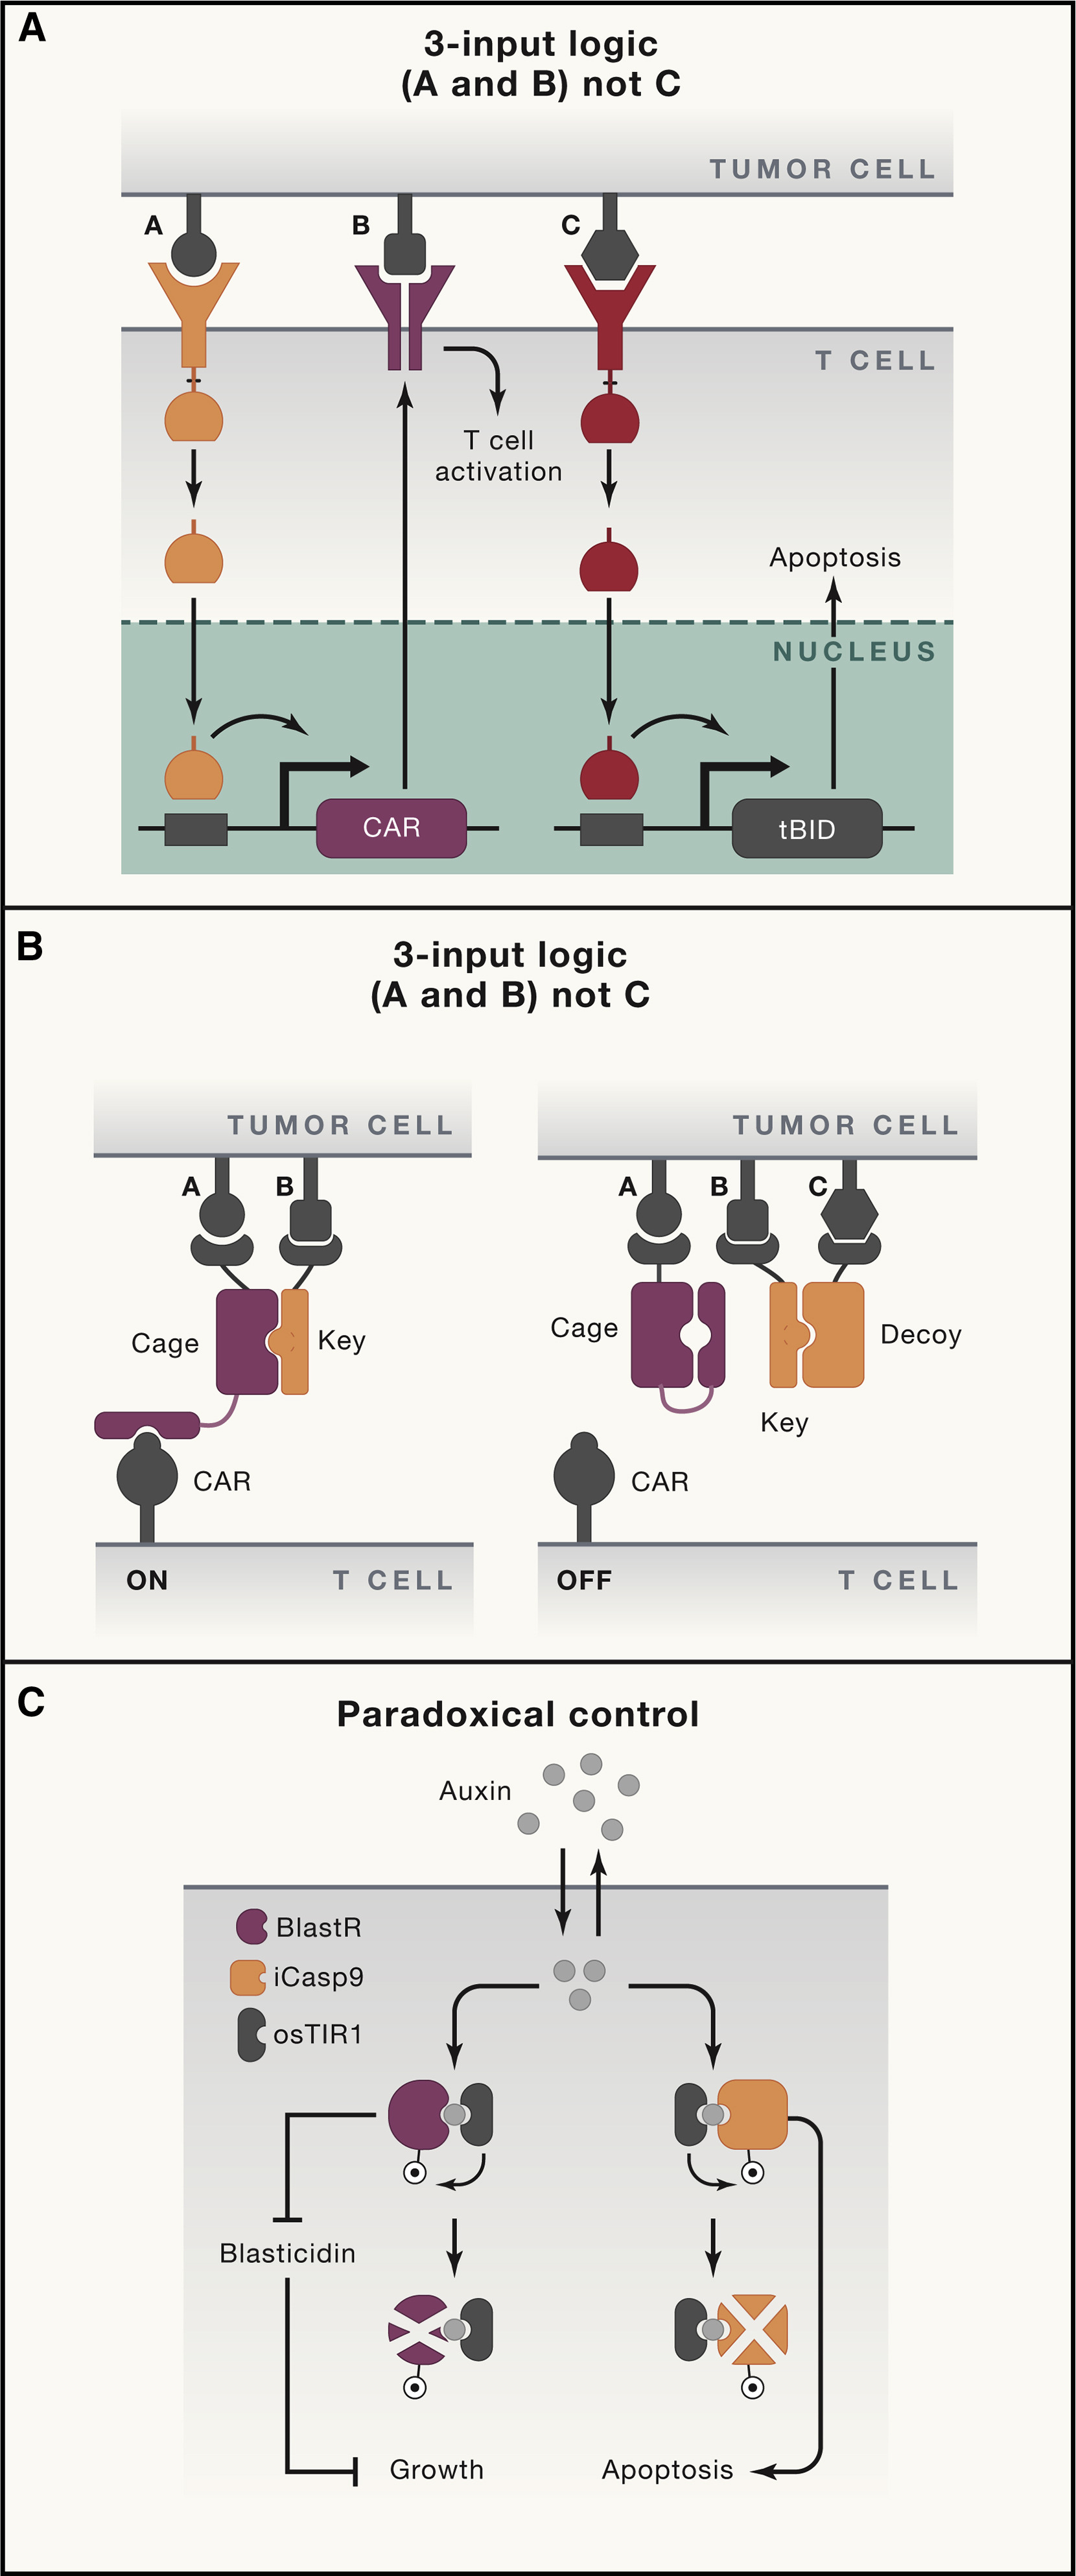 A
3-input logic
(A and B) not C
TUMOR CELL
A
B
C
T CELL
T cell
activation
Apoptosis
NUCLEUS
CAR
tBID
B
3-input logic
(A and B) not C
TUMOR CELL
TUMOR CELL
A
B
A
B
C
Cage
Key
Cage
Decoy
Key
CAR
CAR
ON
T CELL
OFF
T CELL
C
Paradoxical control
Auxin
BlastR
iCasp9
osTIR1
Blasticidin
Growth
Apoptosis